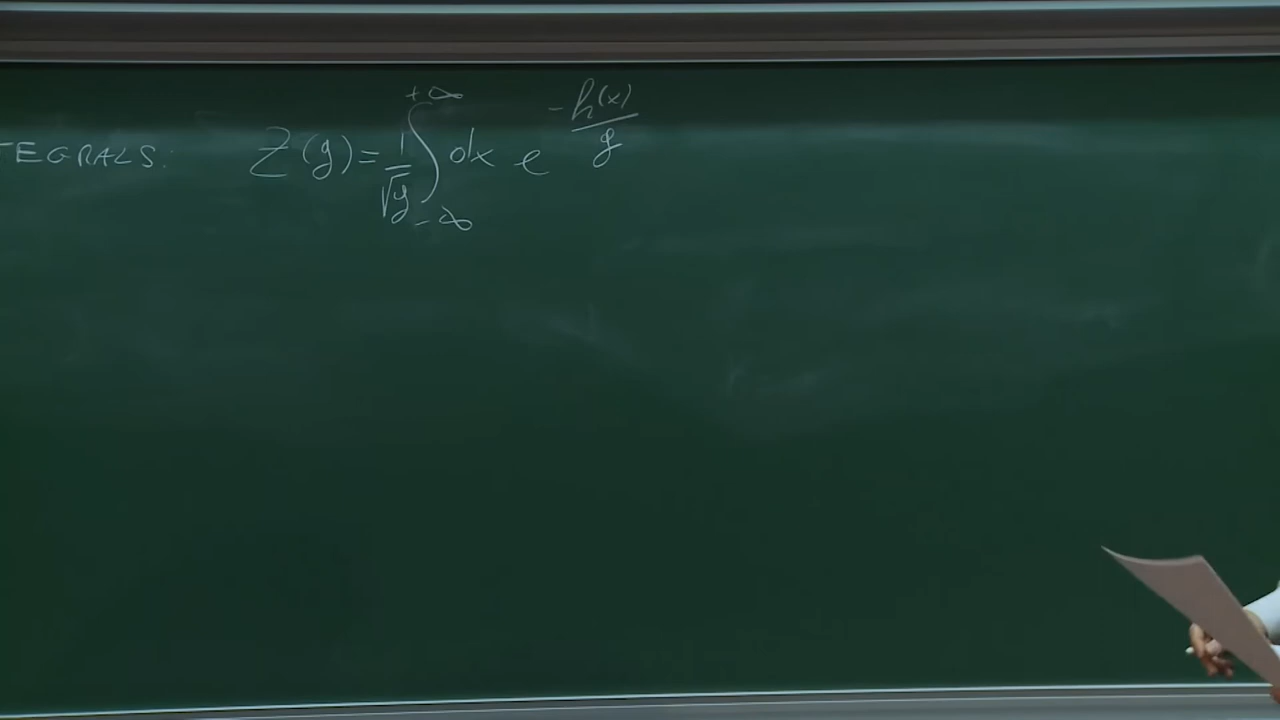 TEGRALS: Z(g) = 1/√g ∫_{-∞}^{+∞} dx e^{-h(x)/g}